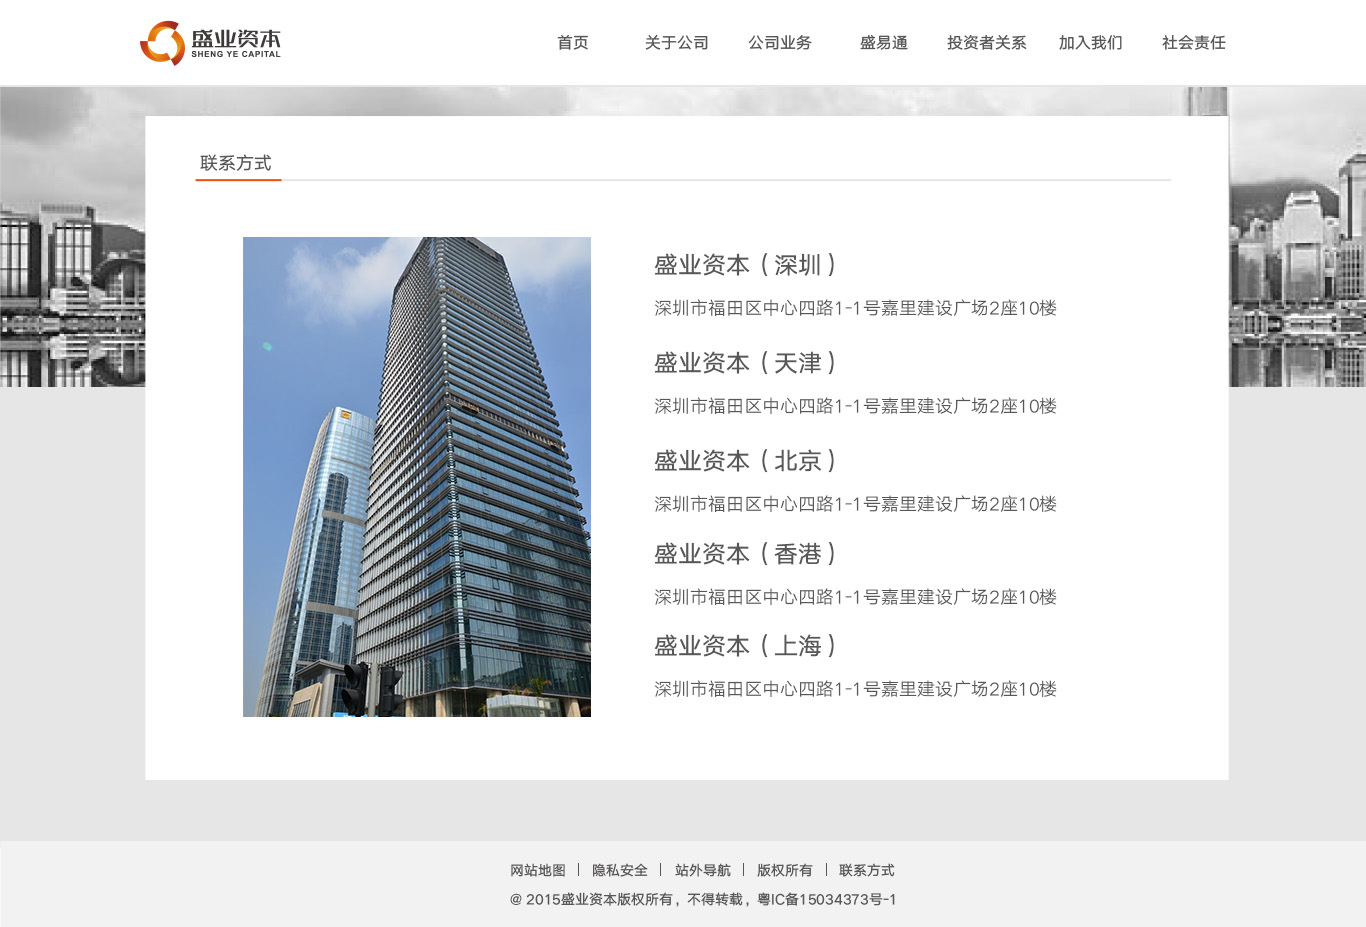 盛业资本
SHENG YE CAPITAL
首页 关于公司 公司业务 盛易通 投资者关系 加入我们 社会责任
联系方式
盛业资本（深圳）
深圳市福田区中心四路1-1号嘉里建设广场2座10楼
盛业资本（天津）
深圳市福田区中心四路1-1号嘉里建设广场2座10楼
盛业资本（北京）
深圳市福田区中心四路1-1号嘉里建设广场2座10楼
盛业资本（香港）
深圳市福田区中心四路1-1号嘉里建设广场2座10楼
盛业资本（上海）
深圳市福田区中心四路1-1号嘉里建设广场2座10楼
网站地图 | 隐私安全 | 站外导航 | 版权所有 | 联系方式
@ 2015盛业资本版权所有，不得转载，粤IC备15034373号-1